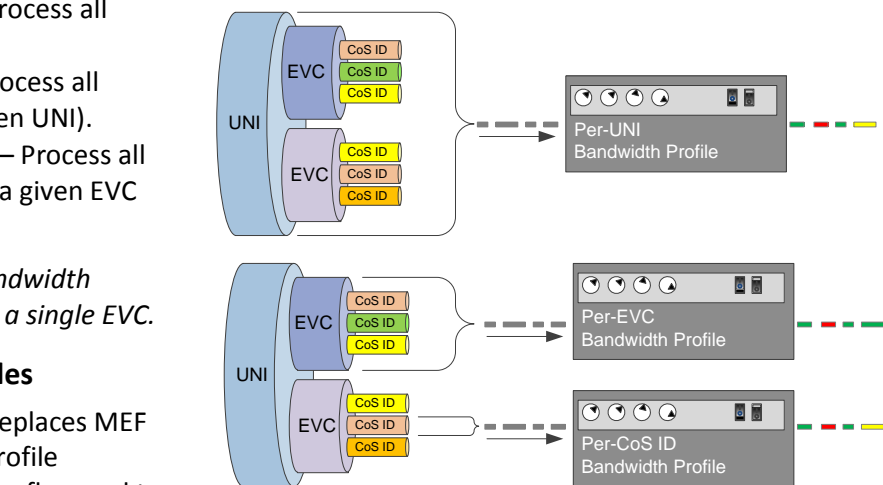 rocess all
ocess all
en UNI).
– Process all
a given EVC
ndwidth
a single EVC.
les
eplaces MEF
rofile
UNI
EVC
CoS ID
CoS ID
CoS ID
EVC
CoS ID
CoS ID
CoS ID
Per-UNI
Bandwidth Profile
UNI
EVC
CoS ID
CoS ID
CoS ID
EVC
CoS ID
CoS ID
CoS ID
Per-EVC
Bandwidth Profile
Per-CoS ID
Bandwidth Profile